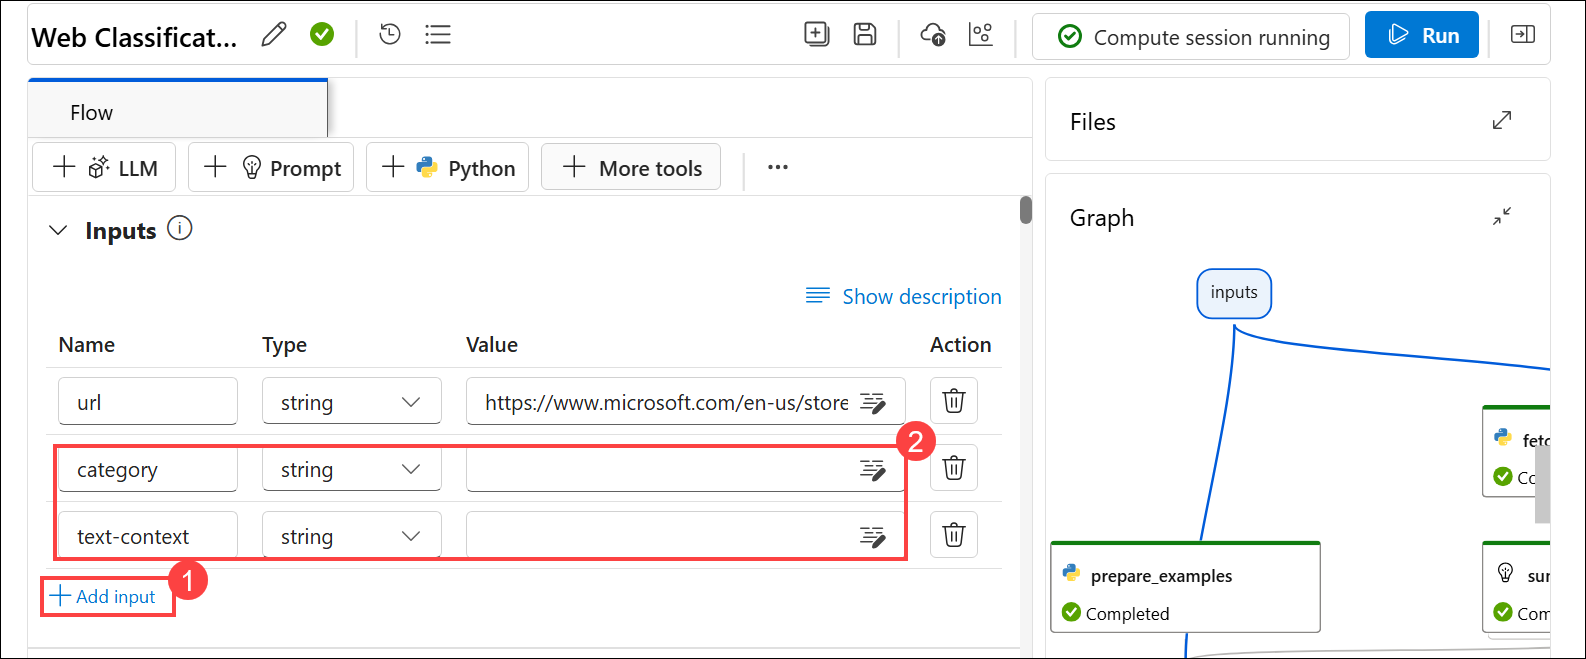 Web Classificat...
Compute session running
Run
Flow
LLM
Prompt
Python
More tools
...
Inputs
Show description
Name Type Value Action
url string https://www.microsoft.com/en-us/store
2
category string
text-context string
1
Add input
Files
Graph
inputs
fetc
Co
prepare_examples
Completed
sur
Com